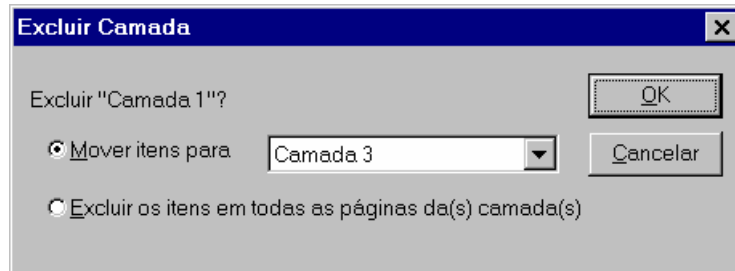 Excluir Camada
Excluir "Camada 1"?
OK
Mover itens para
Camada 3
Cancelar
Excluir os itens em todas as páginas da(s) camada(s)